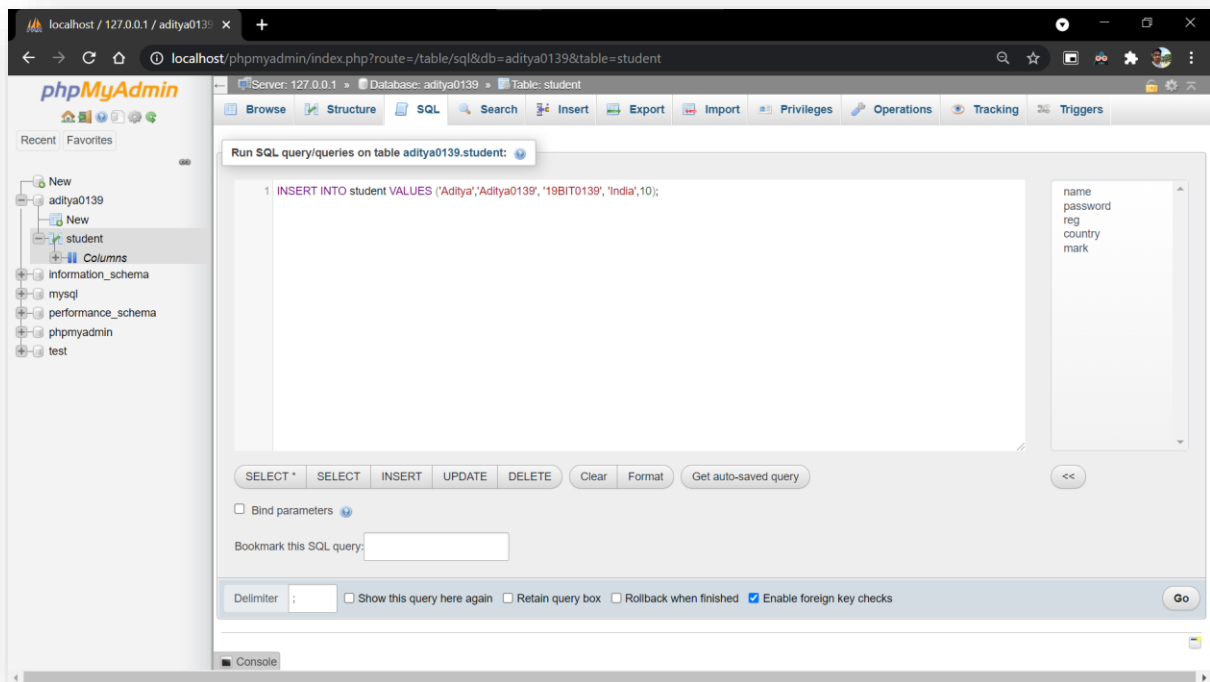 localhost / 127.0.0.1 / aditya0139
localhost/phpmyadmin/index.php?route=/table/sql&db=aditya0139&table=student
phpMyAdmin
Recent Favorites
New
aditya0139
New
student
Columns
information_schema
mysql
performance_schema
phpmyadmin
test
Server: 127.0.0.1 » Database: aditya0139 » Table: student
Browse Structure SQL Search Insert Export Import Privileges Operations Tracking Triggers
Run SQL query/queries on table aditya0139.student:
1 INSERT INTO student VALUES ('Aditya','Aditya0139', '19BIT0139', 'India',10);
name
password
reg
country
mark
SELECT * SELECT INSERT UPDATE DELETE Clear Format Get auto-saved query <<
Bind parameters
Bookmark this SQL query:
Delimiter ; Show this query here again Retain query box Rollback when finished Enable foreign key checks Go
Console